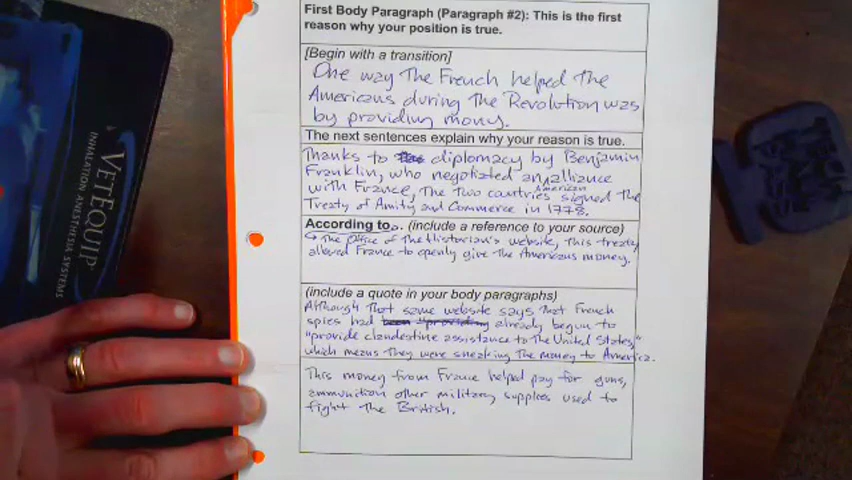 First Body Paragraph (Paragraph #2): This is the first
reason why your position is true.
[Begin with a transition]
One way The French helped The
Americans during The Revolution was
by providing money.
The next sentences explain why your reason is true.
Thanks to diplomacy by Benjamin
Franklin, who negotiated an American alliance
with France, The Two countries signed The
Treaty of Amity and Commerce in 1778.
According to... (include a reference to your source)
The Office of The Historian's website, This treaty
allowed France to openly give The Americans money.
(include a quote in your body paragraphs)
Although That same website says That French
spies had been "providing already begun to
"provide clandestine assistance to The United States,"
which means They were sneaking The money to America.
This money from France helped pay for guns,
ammunition other military supplies used to
fight The British.
VETEQUIP
INHALATION ANESTHESIA SYSTEMS